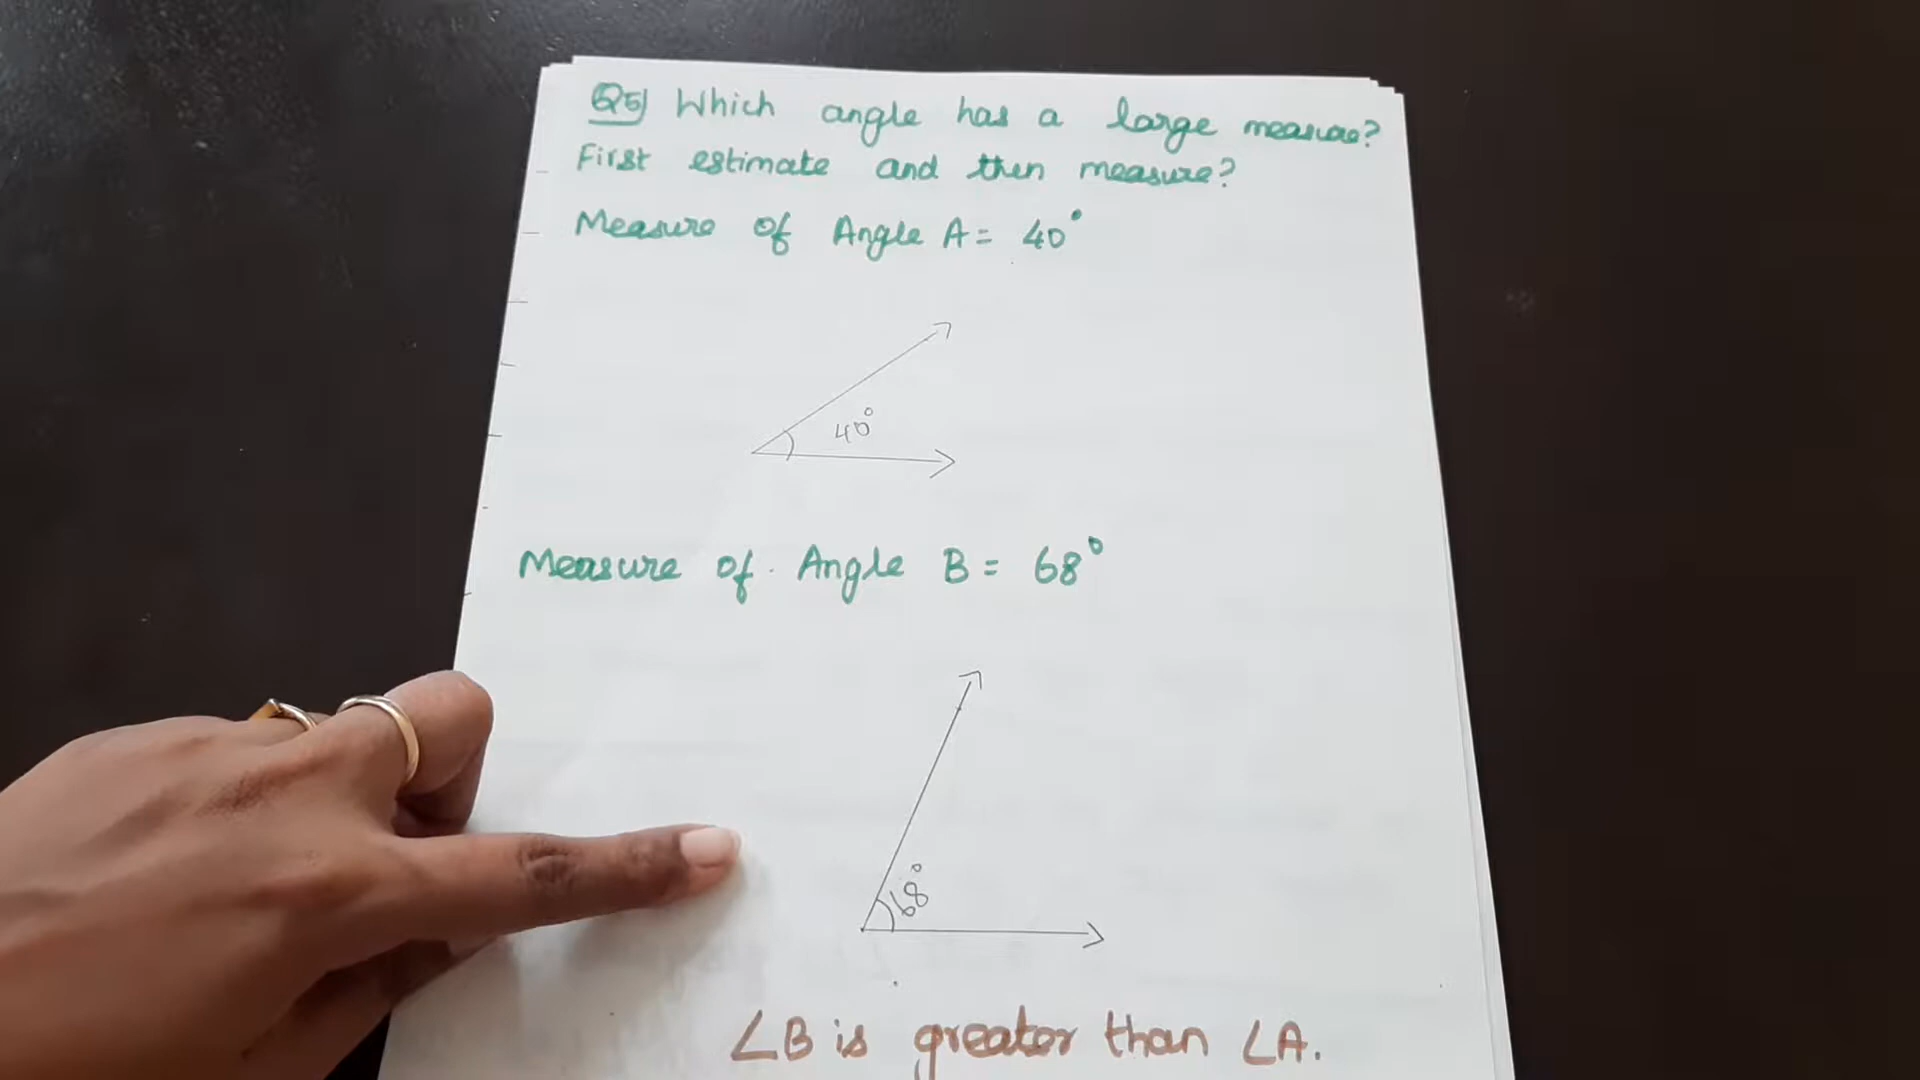 Q5) Which angle has a large measure?
First estimate and then measure?
Measure of Angle A = 40°
40°
Measure of Angle B = 68°
68°
∠B is greater than ∠A.